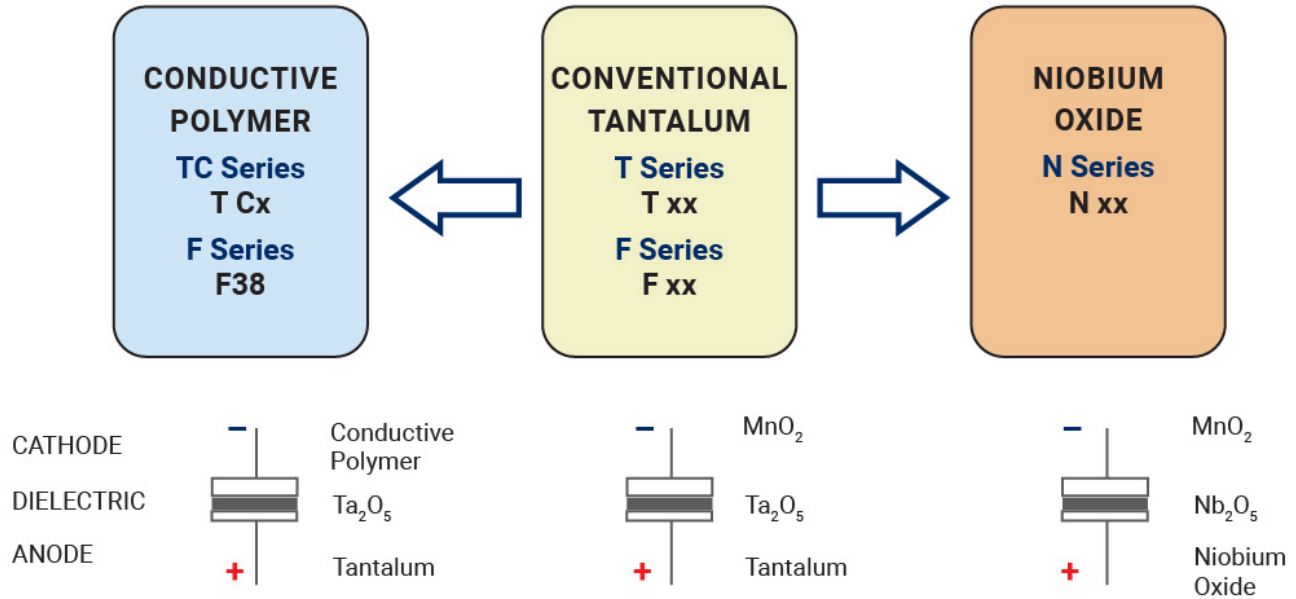 CONDUCTIVE
POLYMER
TC Series
T Cx
F Series
F38
CONVENTIONAL
TANTALUM
T Series
T xx
F Series
F xx
NIOBIUM
OXIDE
N Series
N xx
CATHODE
DIELECTRIC
ANODE
−
Conductive
Polymer
Ta₂O₅
+
Tantalum
−
MnO₂
Ta₂O₅
+
Tantalum
−
MnO₂
Nb₂O₅
+
Niobium
Oxide